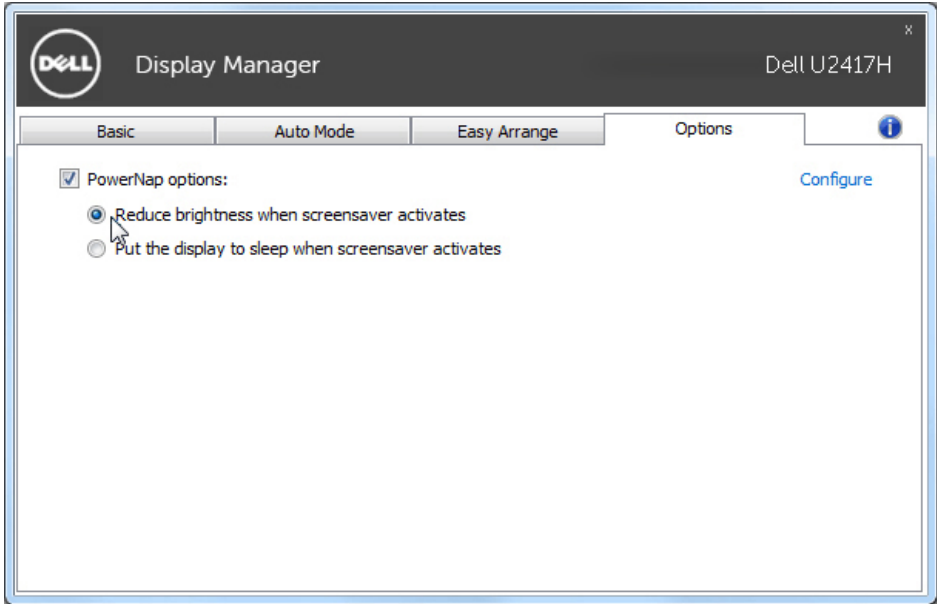 x
DELL Display Manager Dell U2417H
Basic Auto Mode Easy Arrange Options i
PowerNap options: Configure
Reduce brightness when screensaver activates
Put the display to sleep when screensaver activates